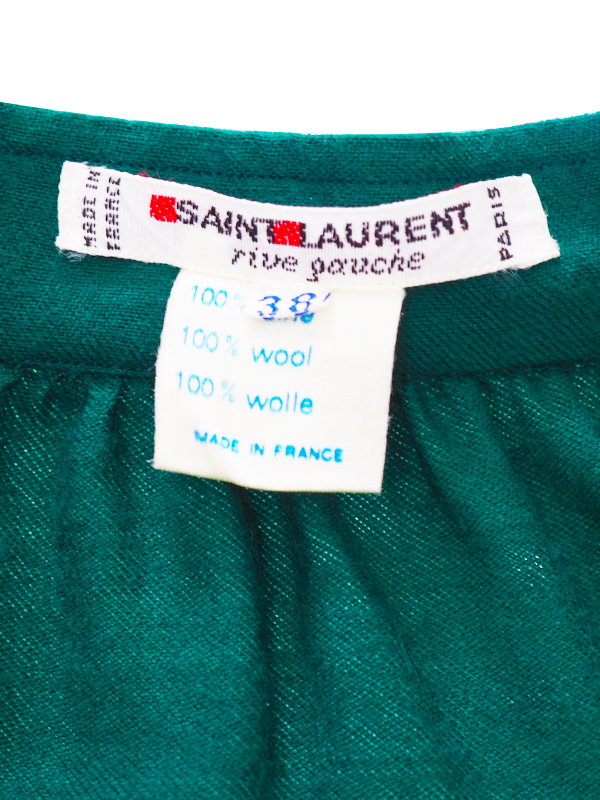 MADE IN
FRANCE
SAINT LAURENT
rive gauche
PARIS
38
100 %
100 % wool
100 % wolle
MADE IN FRANCE